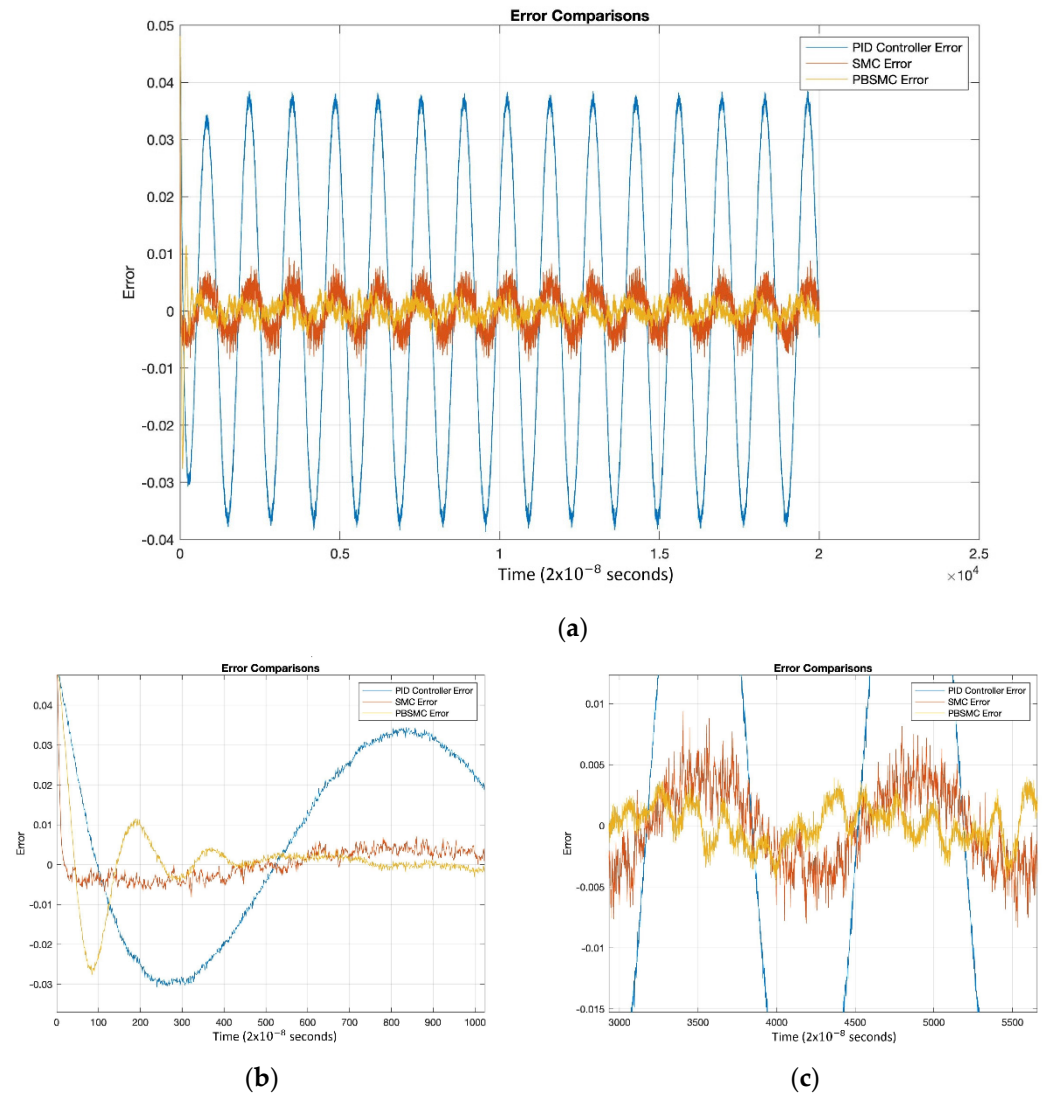 Error Comparisons
0.05
0.04
0.03
0.02
0.01
0
-0.01
-0.02
-0.03
-0.04
Error
PID Controller Error
SMC Error
PBSMC Error
0 0.5 1 1.5 2 2.5
Time (2x10⁻⁸ seconds)
×10⁴
(a)
Error Comparisons
0.04
0.03
0.02
0.01
0
-0.01
-0.02
-0.03
Error
PID Controller Error
SMC Error
PBSMC Error
0 100 200 300 400 500 600 700 800 900 1000
Time (2x10⁻⁸ seconds)
(b)
Error Comparisons
0.01
0.005
0
-0.005
-0.01
-0.015
Error
PID Controller Error
SMC Error
PBSMC Error
3000 3500 4000 4500 5000 5500
Time (2x10⁻⁸ seconds)
(c)